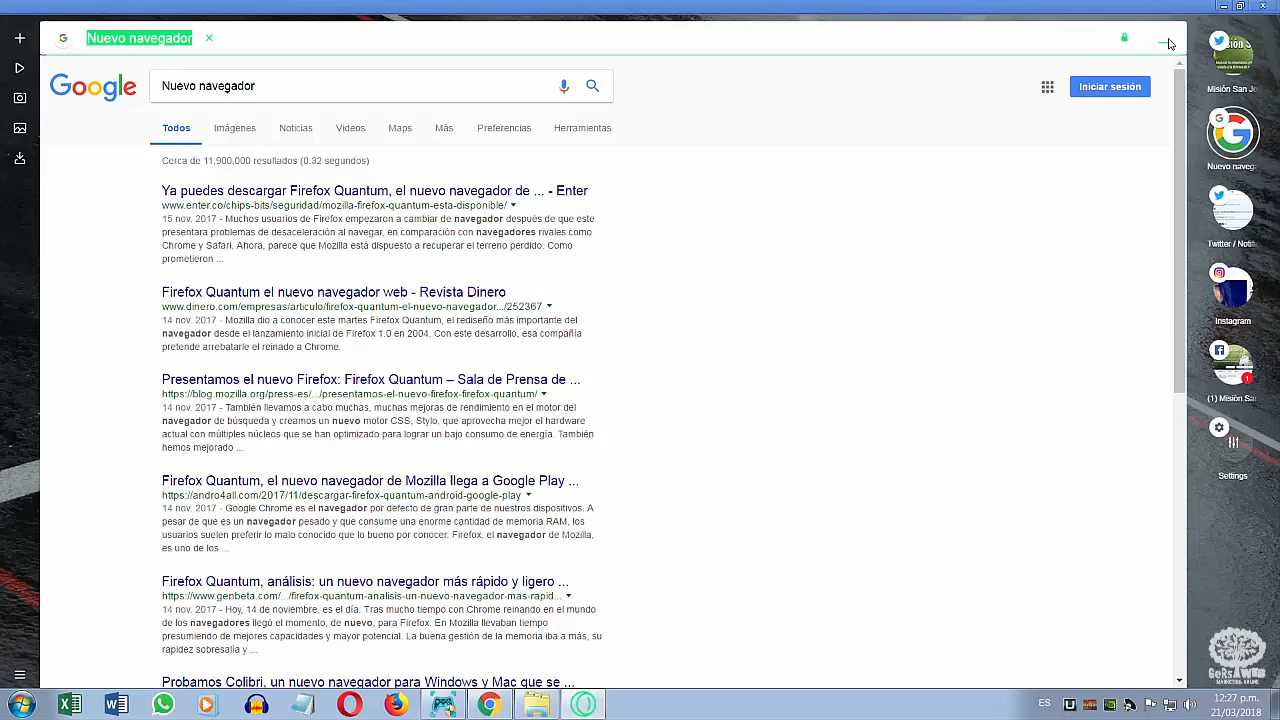 Nuevo navegador
Google
Nuevo navegador
Iniciar sesión
Todos Imágenes Noticias Vídeos Maps Más Preferencias Herramientas
Cerca de 11,900,000 resultados (0.32 segundos)
Ya puedes descargar Firefox Quantum, el nuevo navegador de ... - Enter
www.enter.co/chips-bits/seguridad/mozilla-firefox-quantum-esta-disponible/
15 nov. 2017 - Muchos usuarios de Firefox empezaron a cambiar de navegador después de que este
presentara problemas de desaceleración al comparar, en comparación con navegadores rivales como
Chrome y Safari. Ahora, parece que Mozilla está dispuesto a recuperar el terreno perdido. Como
prometieron ...
Firefox Quantum el nuevo navegador web - Revista Dinero
www.dinero.com/empresas/articulo/firefox-quantum-el-nuevo-navegador.../252367
14 nov. 2017 - Mozilla dio a conocer este martes Firefox Quantum, el rediseño más importante del
navegador desde el lanzamiento inicial de Firefox 1.0 en 2004. Con este desarrollo, esa compañía
pretende arrebatarle el reinado a Chrome.
Presentamos el nuevo Firefox: Firefox Quantum – Sala de Prensa de ...
https://blog.mozilla.org/press-es/.../presentamos-el-nuevo-firefox-firefox-quantum/
14 nov. 2017 - También llevamos a cabo muchas, muchas mejoras de rendimiento en el motor del
navegador de búsqueda y creamos un nuevo motor CSS, Stylo, que aprovecha mejor el hardware
actual con múltiples núcleos que se han optimizado para lograr un bajo consumo de energía. También
hemos mejorado ...
Firefox Quantum, el nuevo navegador de Mozilla llega a Google Play ...
https://andro4all.com/2017/11/descargar-firefox-quantum-android-google-play
14 nov. 2017 - Google Chrome es el navegador por defecto de gran parte de nuestros dispositivos. A
pesar de que es un navegador pesado y que consume una enorme cantidad de memoria RAM, los
usuarios suelen preferir lo malo conocido que lo bueno por conocer. Firefox, el navegador de Mozilla,
es uno de los ...
Firefox Quantum, análisis: un nuevo navegador más rápido y ligero ...
https://www.genbeta.com/.../firefox-quantum-analisis-un-nuevo-navegador-mas-rapid...
14 nov. 2017 - Hoy, 14 de noviembre, es el día. Tras mucho tiempo con Chrome reinando en el mundo
de los navegadores llegó el momento, de nuevo, para Firefox. En Mozilla llevaban tiempo
presumiendo de mejores capacidades y mayor potencial. La buena gestión de la memoria iba a más, su
rapidez sobresalía y ...
Probamos Colibri, un nuevo navegador para Windows y Mac que se ...
Misión San Jo
Nuevo naveg
Twitter / Noti
Instagram
1
(1) Misión Sa
Settings
GeRSaWEB
MARKETING ONLINE
ES
12:27 p.m.
21/03/2018